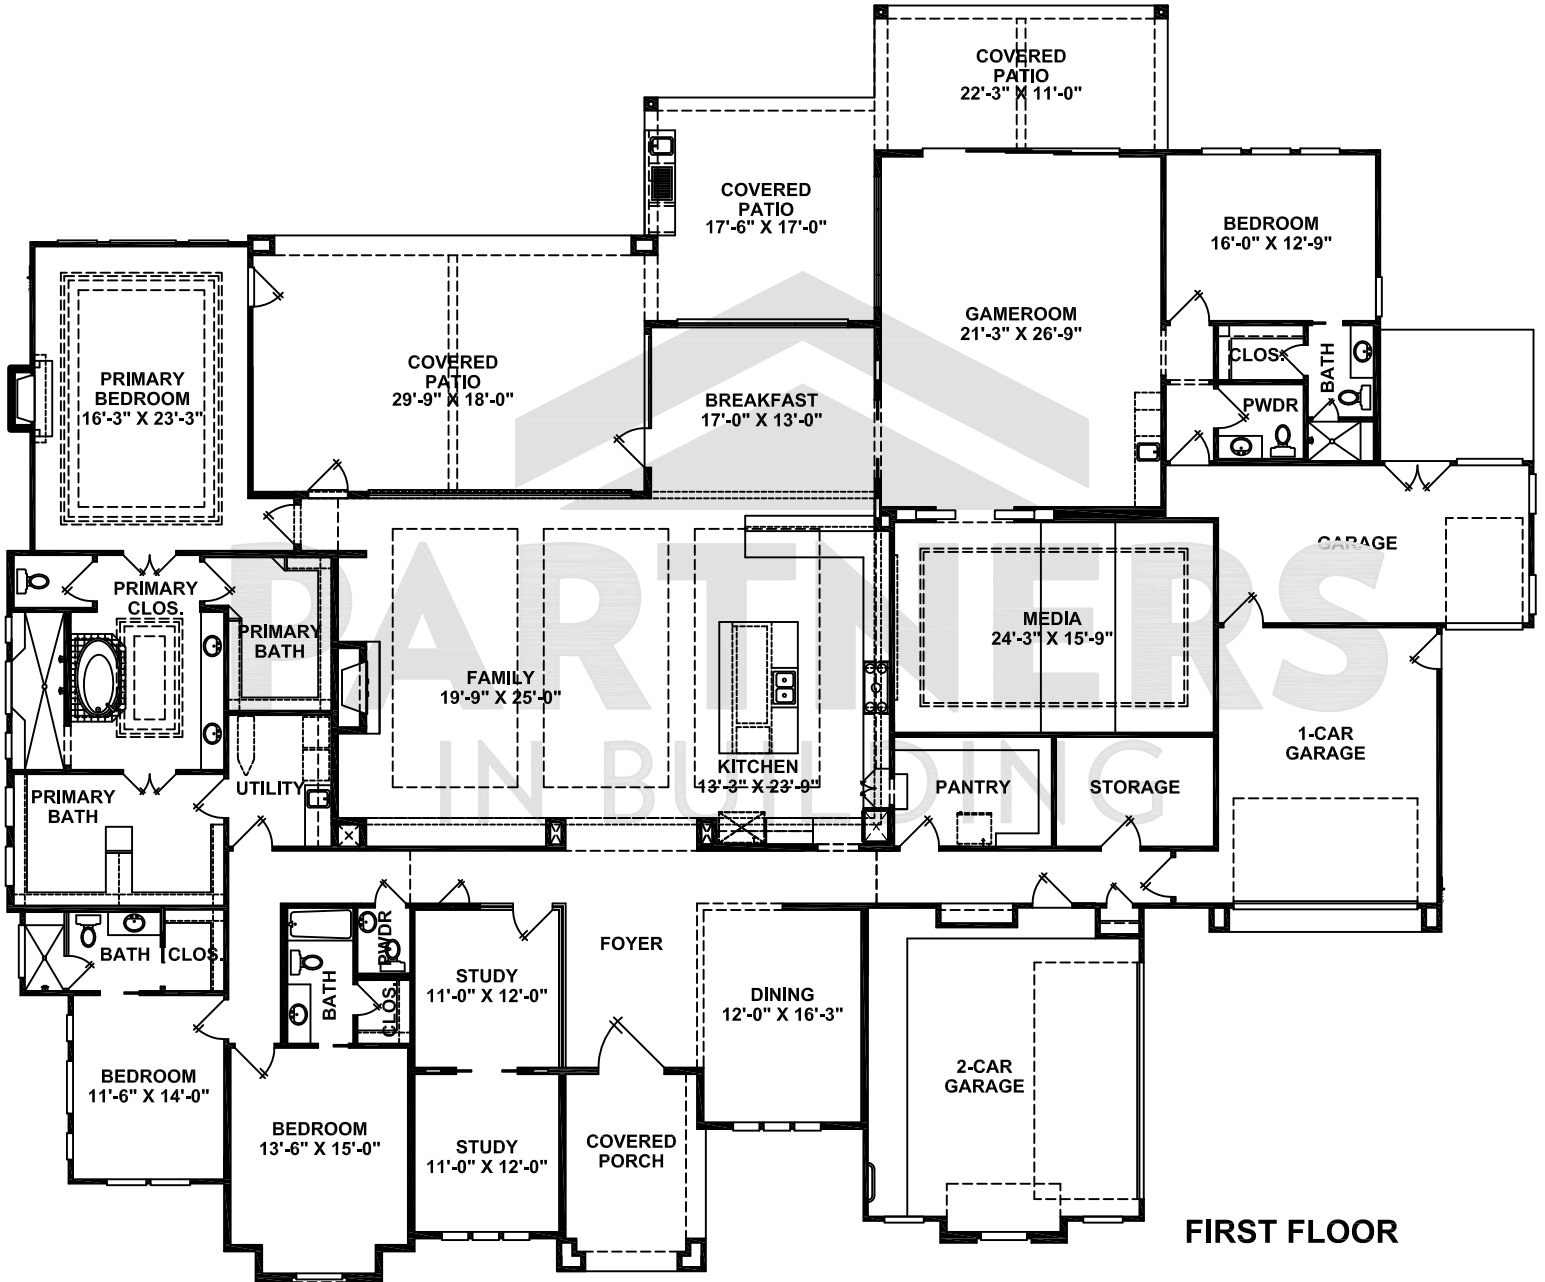 COVERED
PATIO
22'-3" X 11'-0"
COVERED
PATIO
17'-6" X 17'-0"
BEDROOM
16'-0" X 12'-9"
GAMEROOM
21'-3" X 26'-9"
CLOS.
BATH
PWDR
COVERED
PATIO
29'-9" X 18'-0"
PRIMARY
BEDROOM
16'-3" X 23'-3"
BREAKFAST
17'-0" X 13'-0"
GARAGE
PARTNERS
IN BUILDING
PRIMARY
CLOS.
PRIMARY
BATH
MEDIA
24'-3" X 15'-9"
FAMILY
19'-9" X 25'-0"
KITCHEN
13'-3" X 23'-9"
1-CAR
GARAGE
UTILITY
PANTRY
STORAGE
PRIMARY
BATH
BATH
CLOS.
PWDR
BATH
CLOS.
STUDY
11'-0" X 12'-0"
FOYER
DINING
12'-0" X 16'-3"
BEDROOM
11'-6" X 14'-0"
BEDROOM
13'-6" X 15'-0"
STUDY
11'-0" X 12'-0"
COVERED
PORCH
2-CAR
GARAGE
FIRST FLOOR